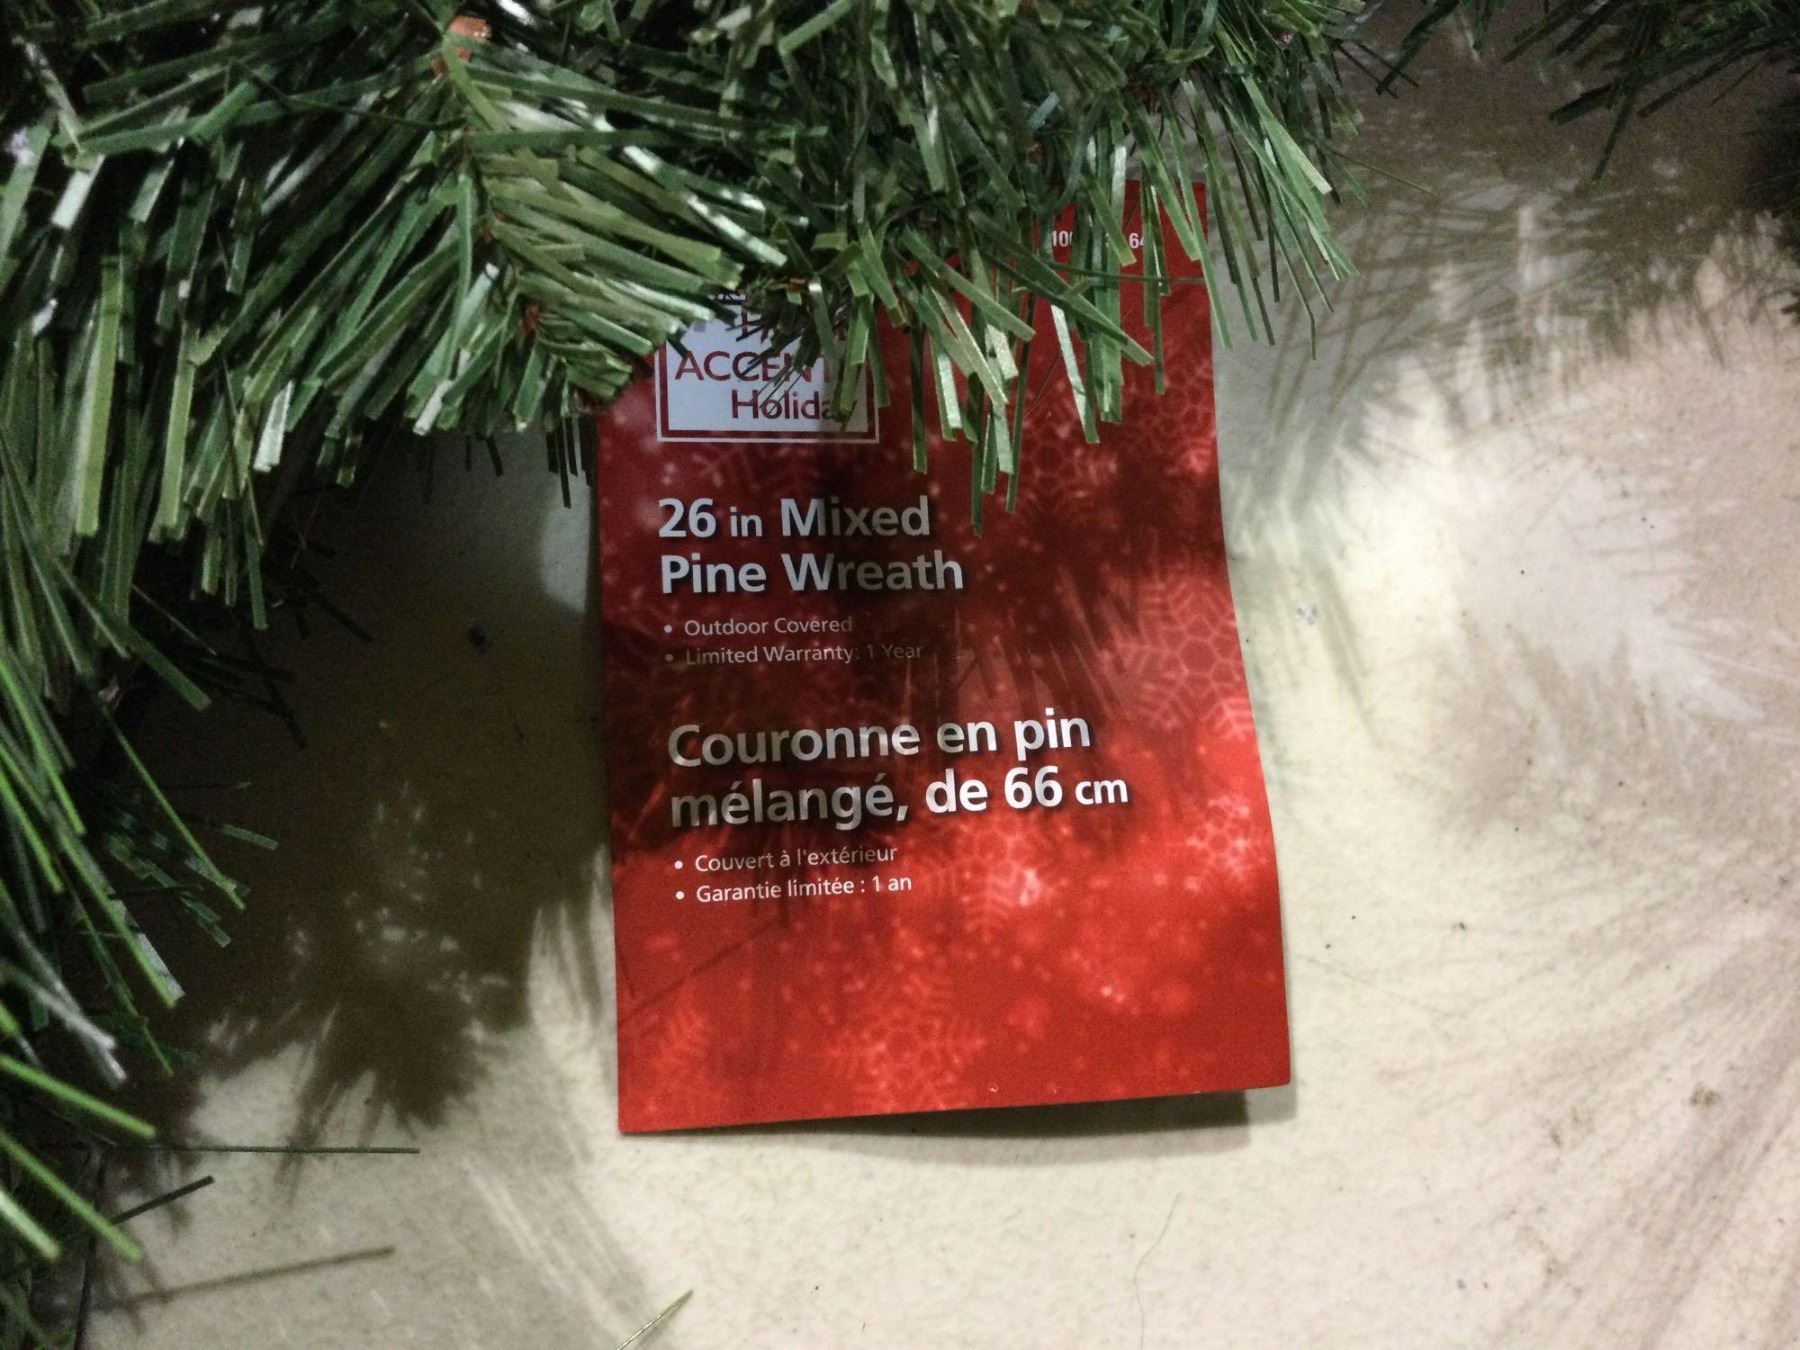 ACCENT
Holiday
26 in Mixed
Pine Wreath
• Outdoor Covered
• Limited Warranty: 1 Year
Couronne en pin
mélangé, de 66 cm
• Couvert à l'extérieur
• Garantie limitée : 1 an